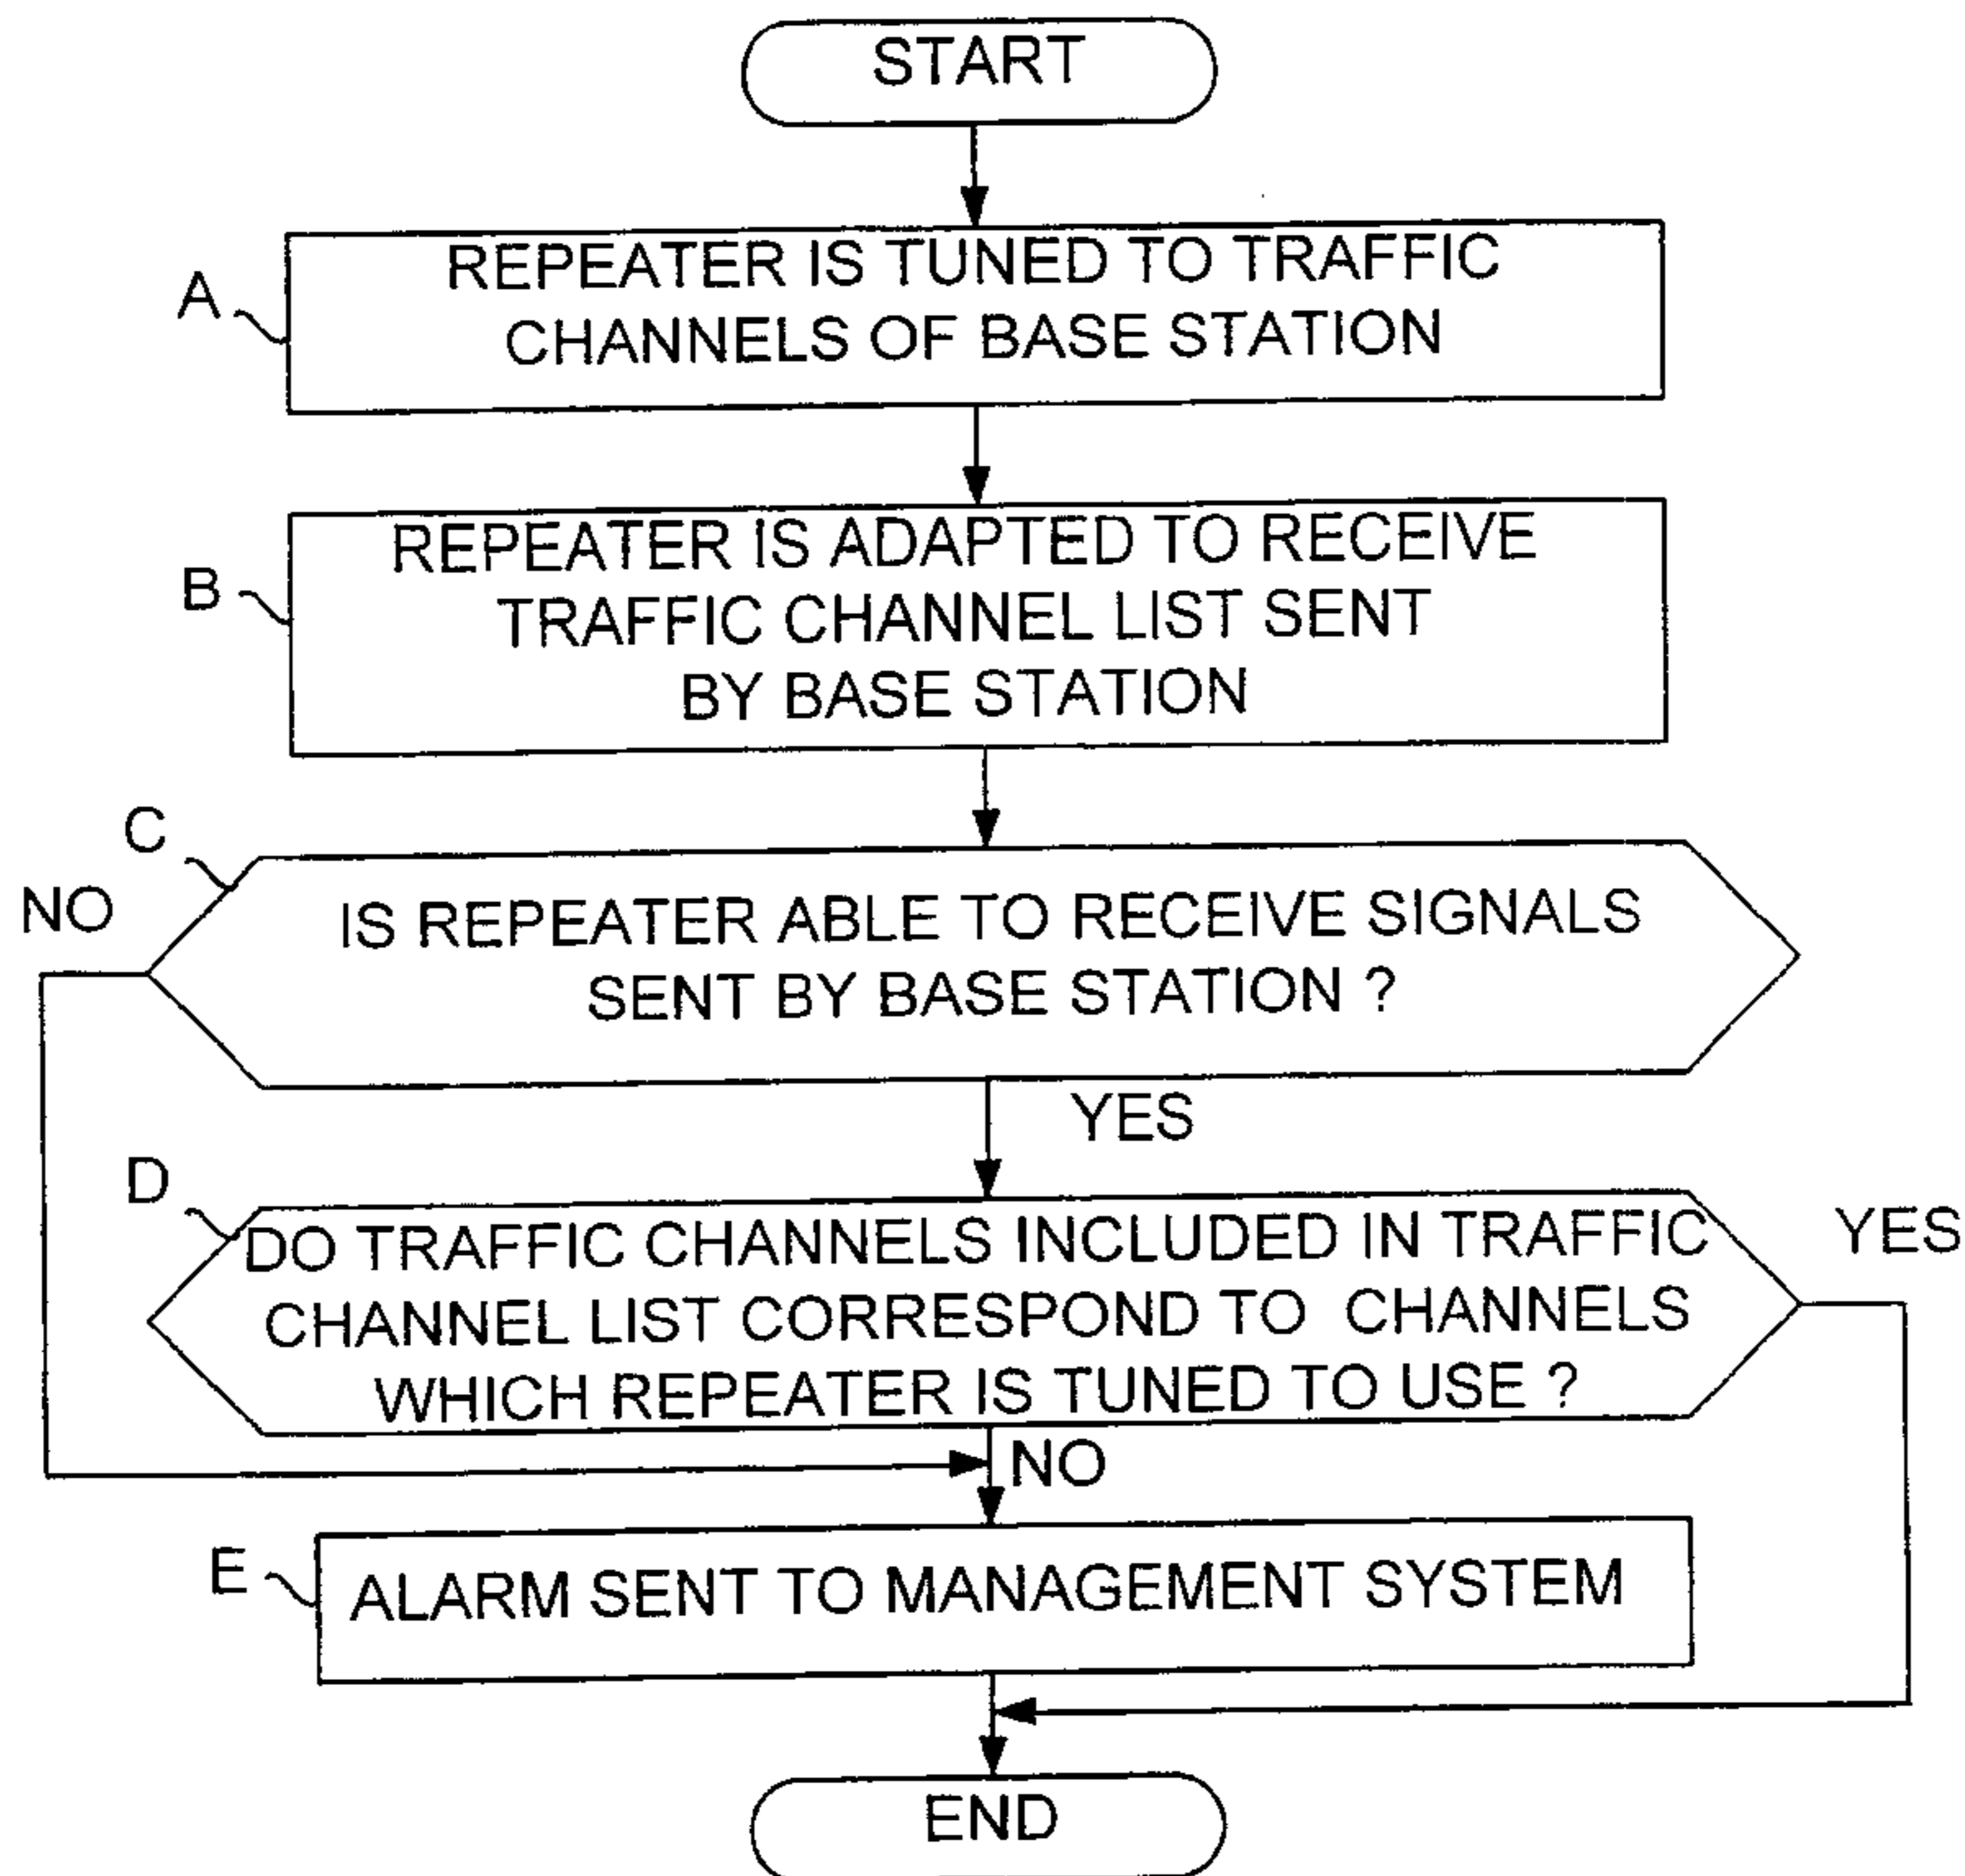 START
A
REPEATER IS TUNED TO TRAFFIC
CHANNELS OF BASE STATION
B
REPEATER IS ADAPTED TO RECEIVE
TRAFFIC CHANNEL LIST SENT
BY BASE STATION
C
NO
IS REPEATER ABLE TO RECEIVE SIGNALS
SENT BY BASE STATION ?
YES
D
DO TRAFFIC CHANNELS INCLUDED IN TRAFFIC
CHANNEL LIST CORRESPOND TO CHANNELS
WHICH REPEATER IS TUNED TO USE ?
YES
NO
E
ALARM SENT TO MANAGEMENT SYSTEM
END